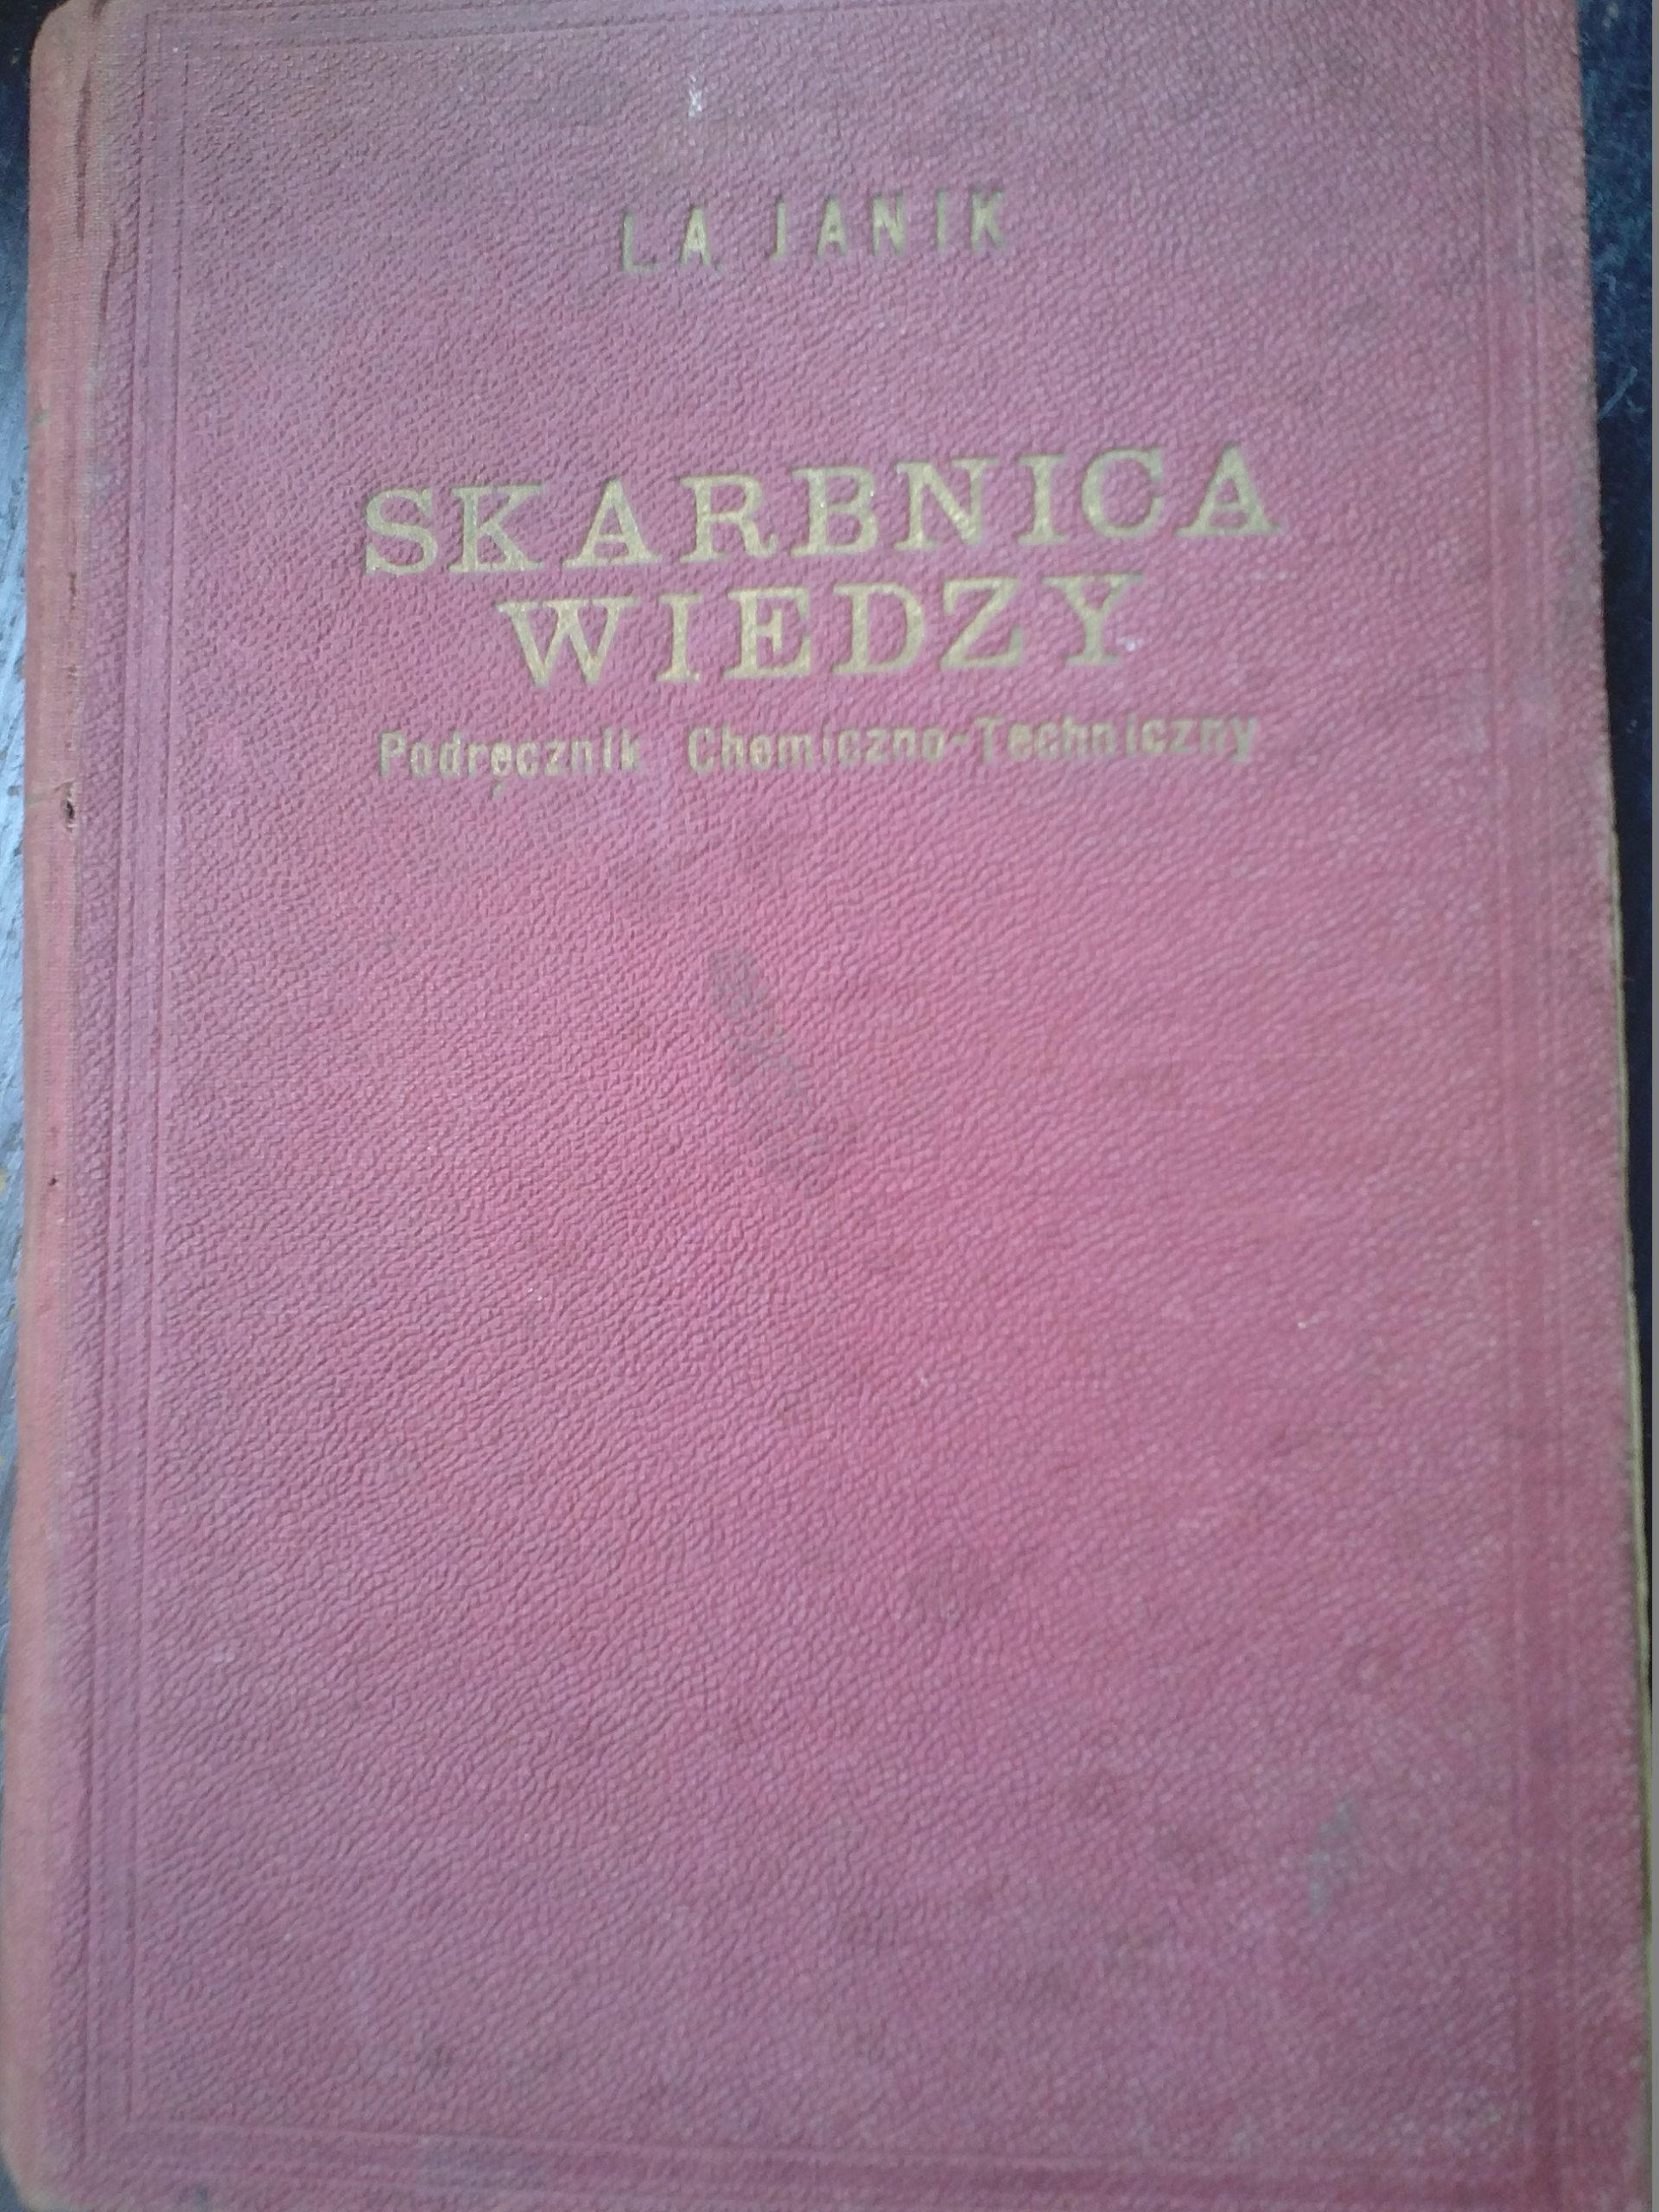 L. A. JANIK
SKARBNICA
WIEDZY
Podręcznik Chemiczno-Techniczny